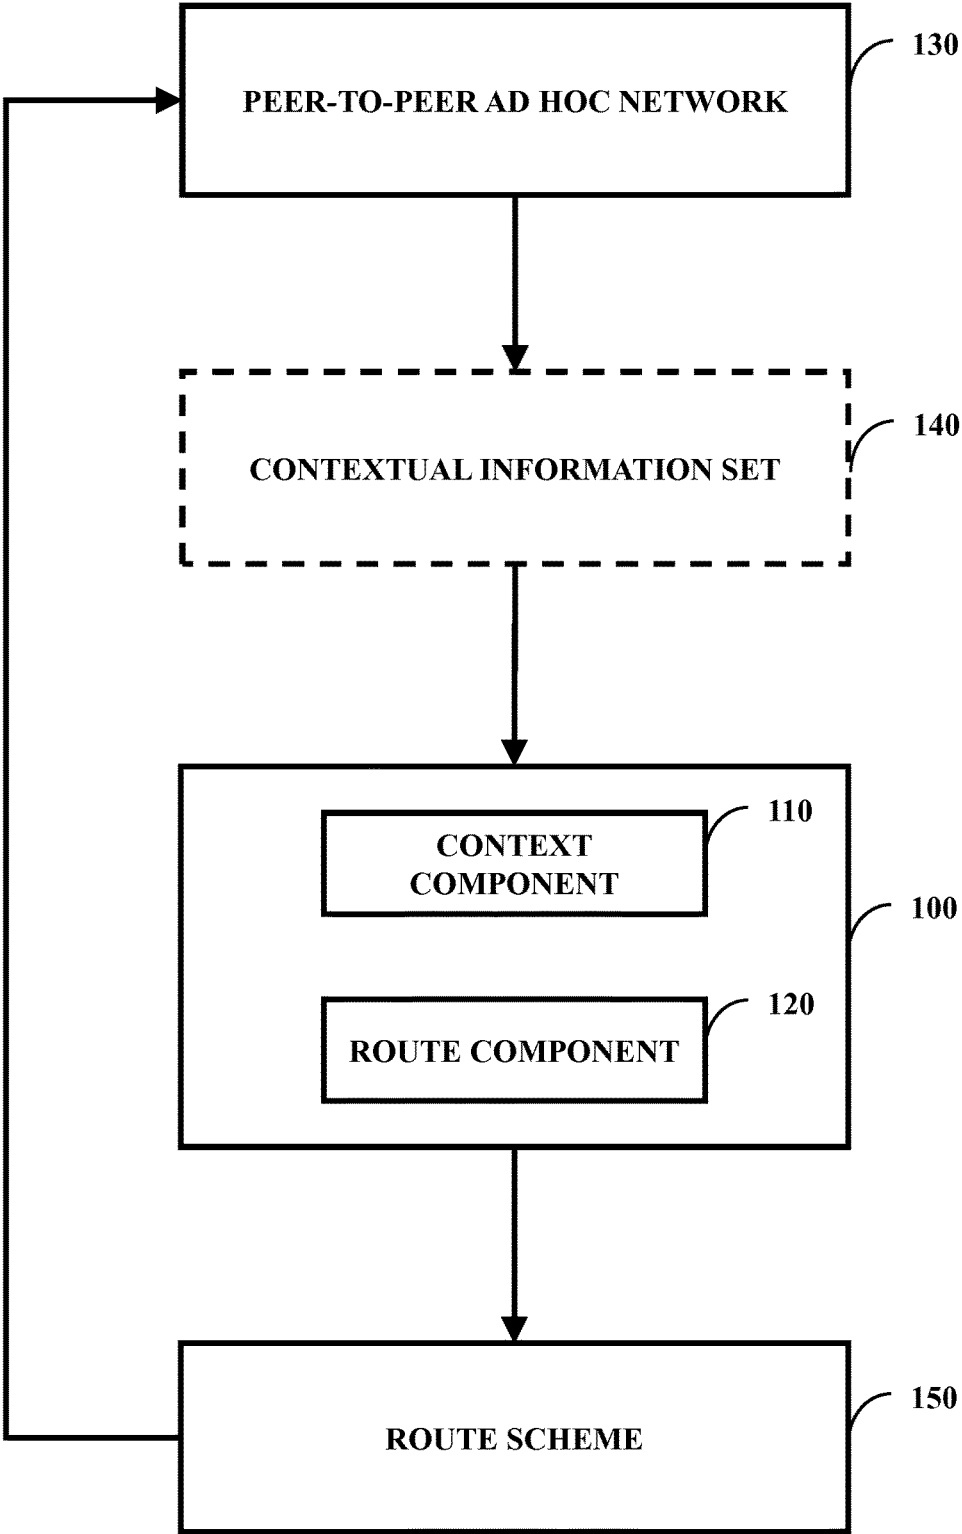 130
PEER-TO-PEER AD HOC NETWORK
140
CONTEXTUAL INFORMATION SET
110
CONTEXT
COMPONENT
100
120
ROUTE COMPONENT
150
ROUTE SCHEME